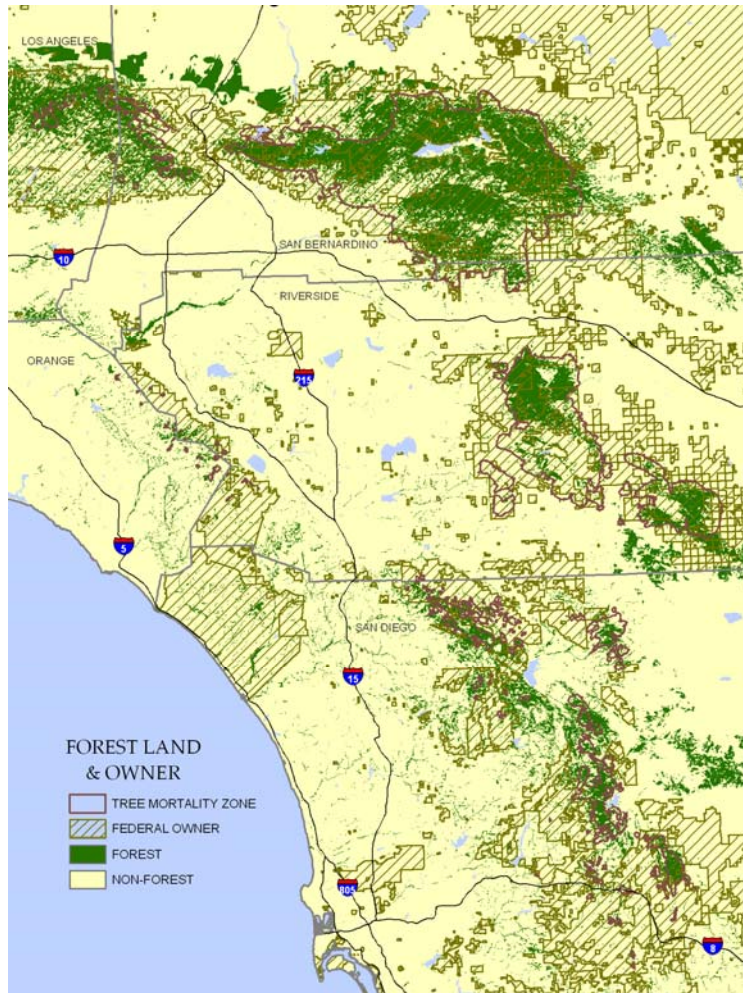 LOS ANGELES
SAN BERNARDINO
10
RIVERSIDE
ORANGE
215
5
SAN DIEGO
15
FOREST LAND
& OWNER
TREE MORTALITY ZONE
FEDERAL OWNER
FOREST
NON-FOREST
805
8